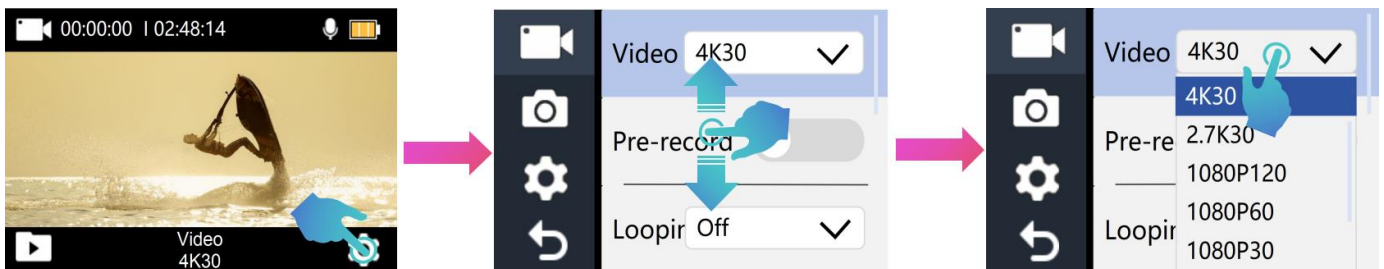 00:00:00 I 02:48:14
Video
4K30
Video 4K30
Pre-record
Loopin Off
Video 4K30
4K30
Pre-re 2.7K30
1080P120
1080P60
Loopin 1080P30